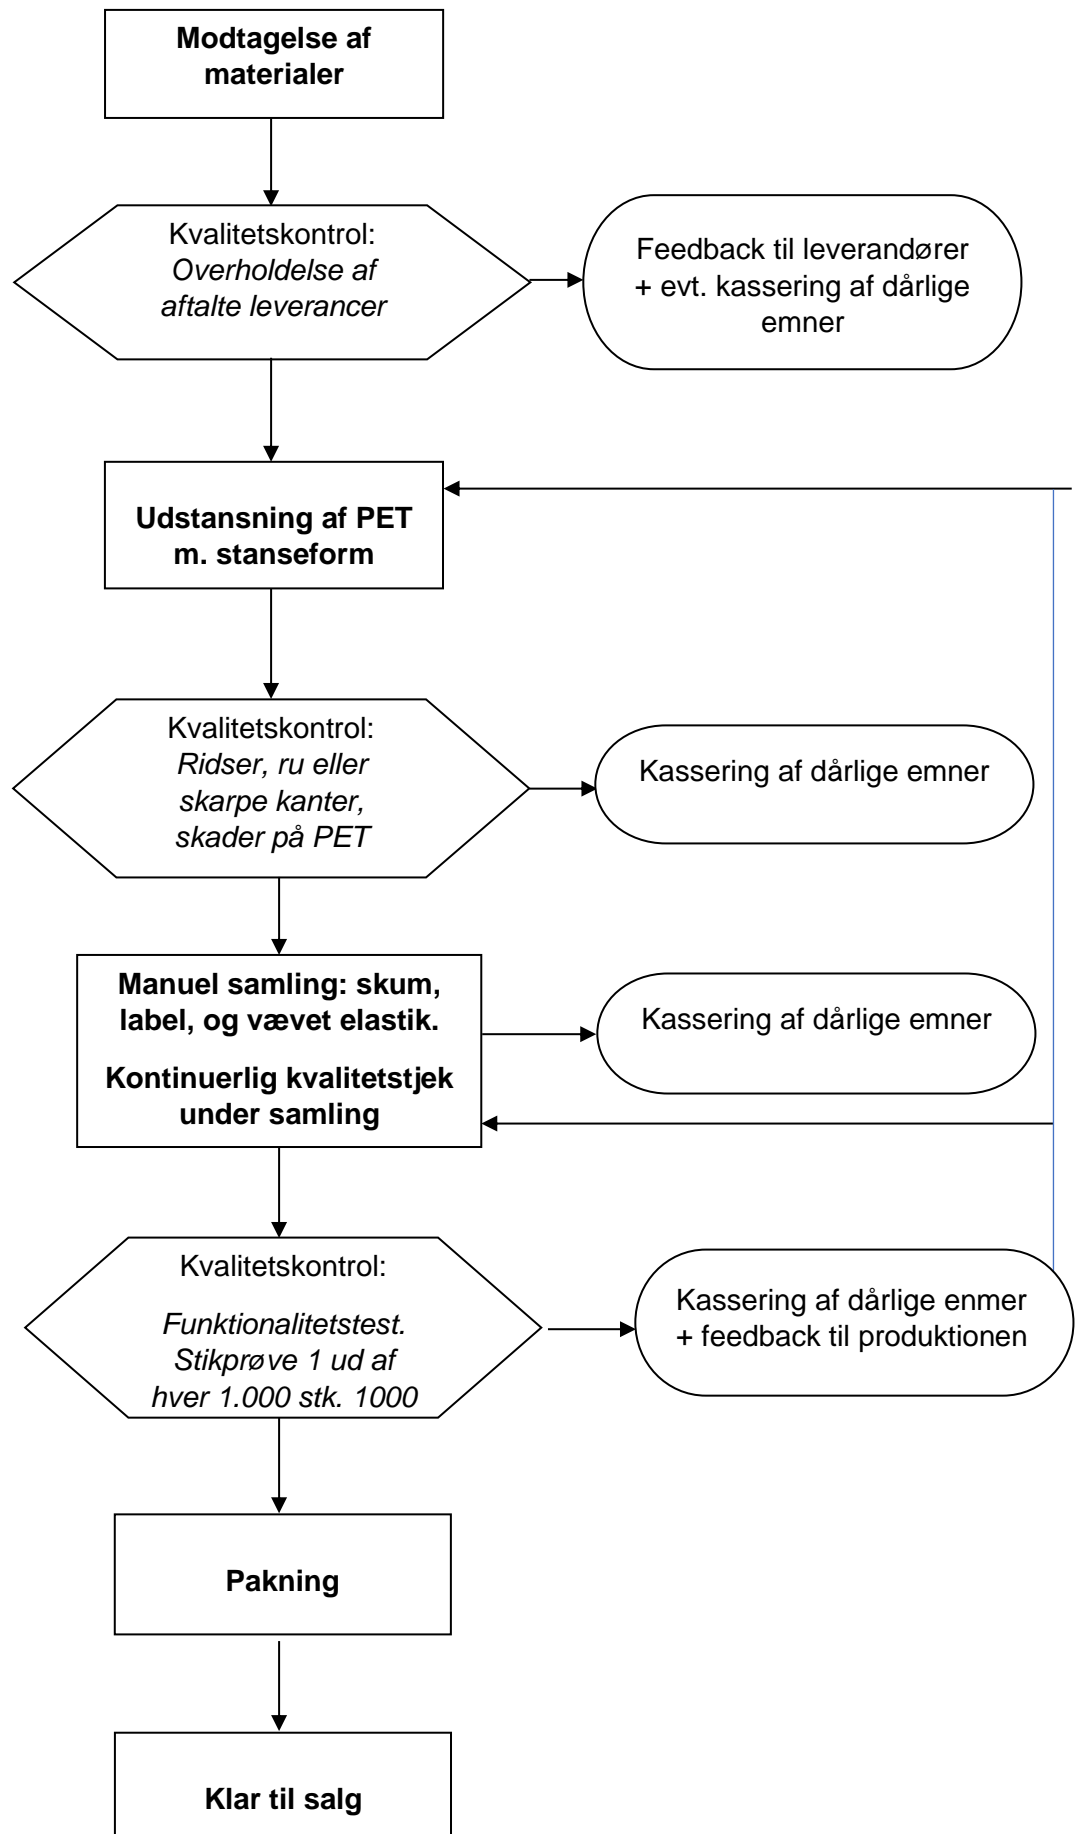 Modtagelse af
materialer
Kvalitetskontrol:
Overholdelse af
aftalte leverancer
Feedback til leverandører
+ evt. kassering af dårlige
emner
Udstansning af PET
m. stanseform
Kvalitetskontrol:
Ridser, ru eller
skarpe kanter,
skader på PET
Kassering af dårlige emner
Manuel samling: skum,
label, og vævet elastik.
Kontinuerlig kvalitetstjek
under samling
Kassering af dårlige emner
Kvalitetskontrol:
Funktionalitetstest.
Stikprøve 1 ud af
hver 1.000 stk. 1000
Kassering af dårlige enmer
+ feedback til produktionen
Pakning
Klar til salg